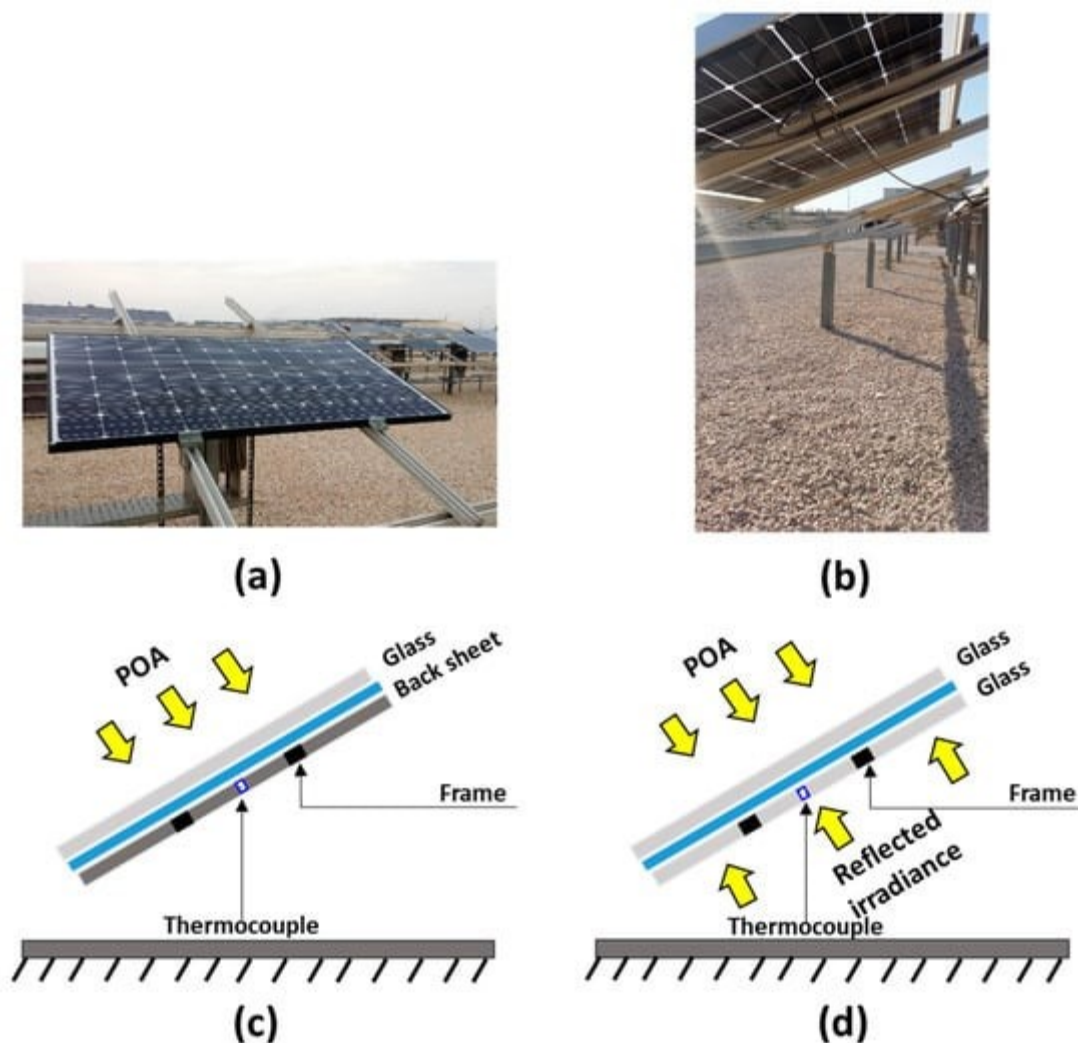 (a)
(b)
POA
Glass
Back sheet
Frame
Thermocouple
(c)
POA
Glass
Glass
Frame
Reflected
irradiance
Thermocouple
(d)